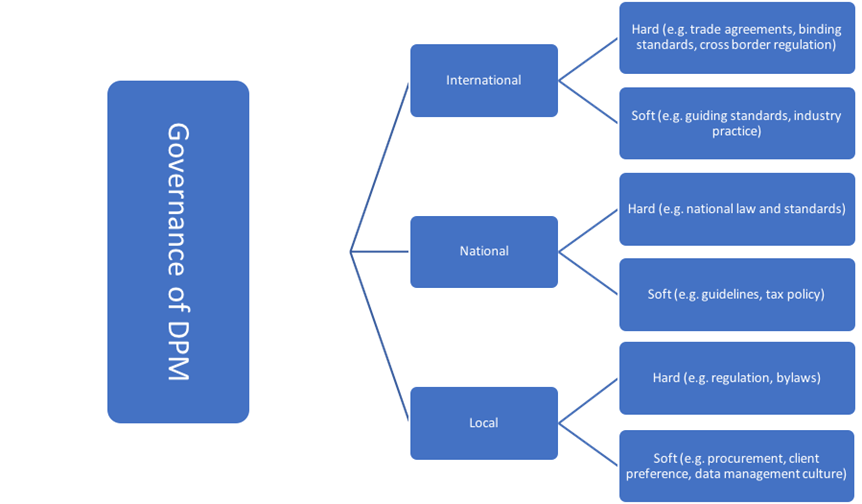 Governance of DPM
International
Hard (e.g. trade agreements, binding
standards, cross border regulation)
Soft (e.g. guiding standards, industry
practice)
National
Hard (e.g. national law and standards)
Soft (e.g. guidelines, tax policy)
Local
Hard (e.g. regulation, bylaws)
Soft (e.g. procurement, client
preference, data management culture)